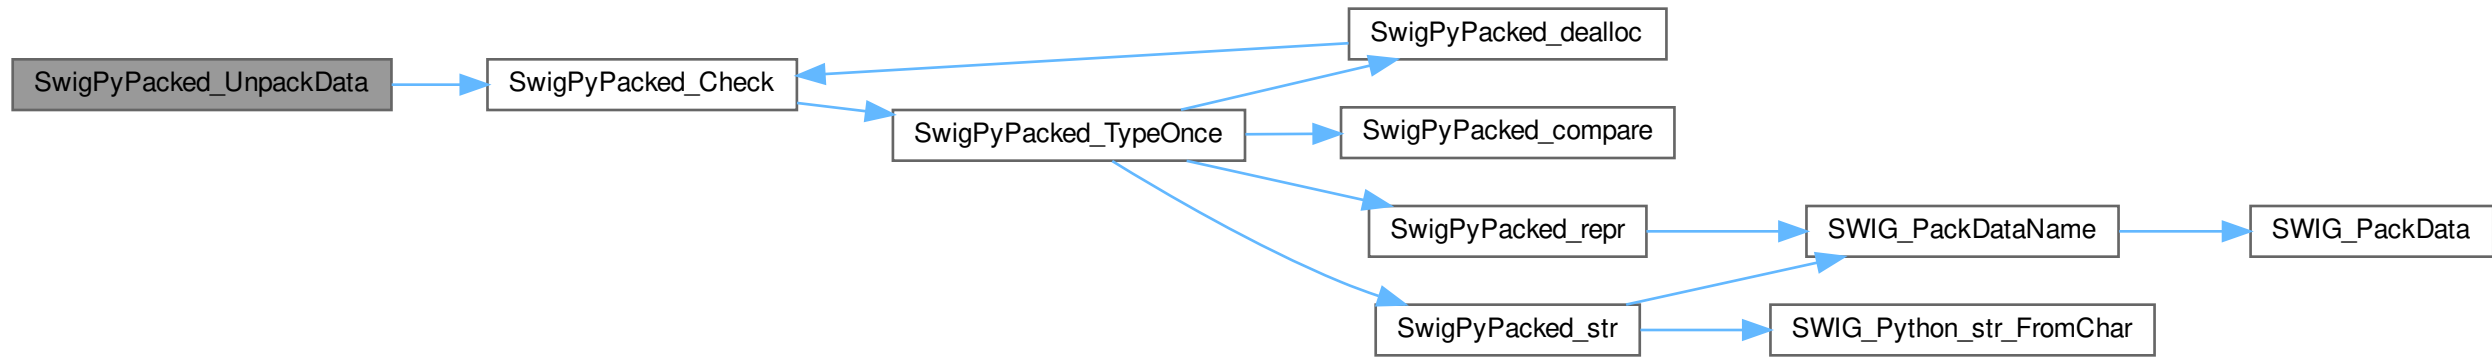 SwigPyPacked_UnpackData
SwigPyPacked_Check
SwigPyPacked_TypeOnce
SwigPyPacked_dealloc
SwigPyPacked_compare
SwigPyPacked_repr
SwigPyPacked_str
SWIG_PackDataName
SWIG_Python_str_FromChar
SWIG_PackData